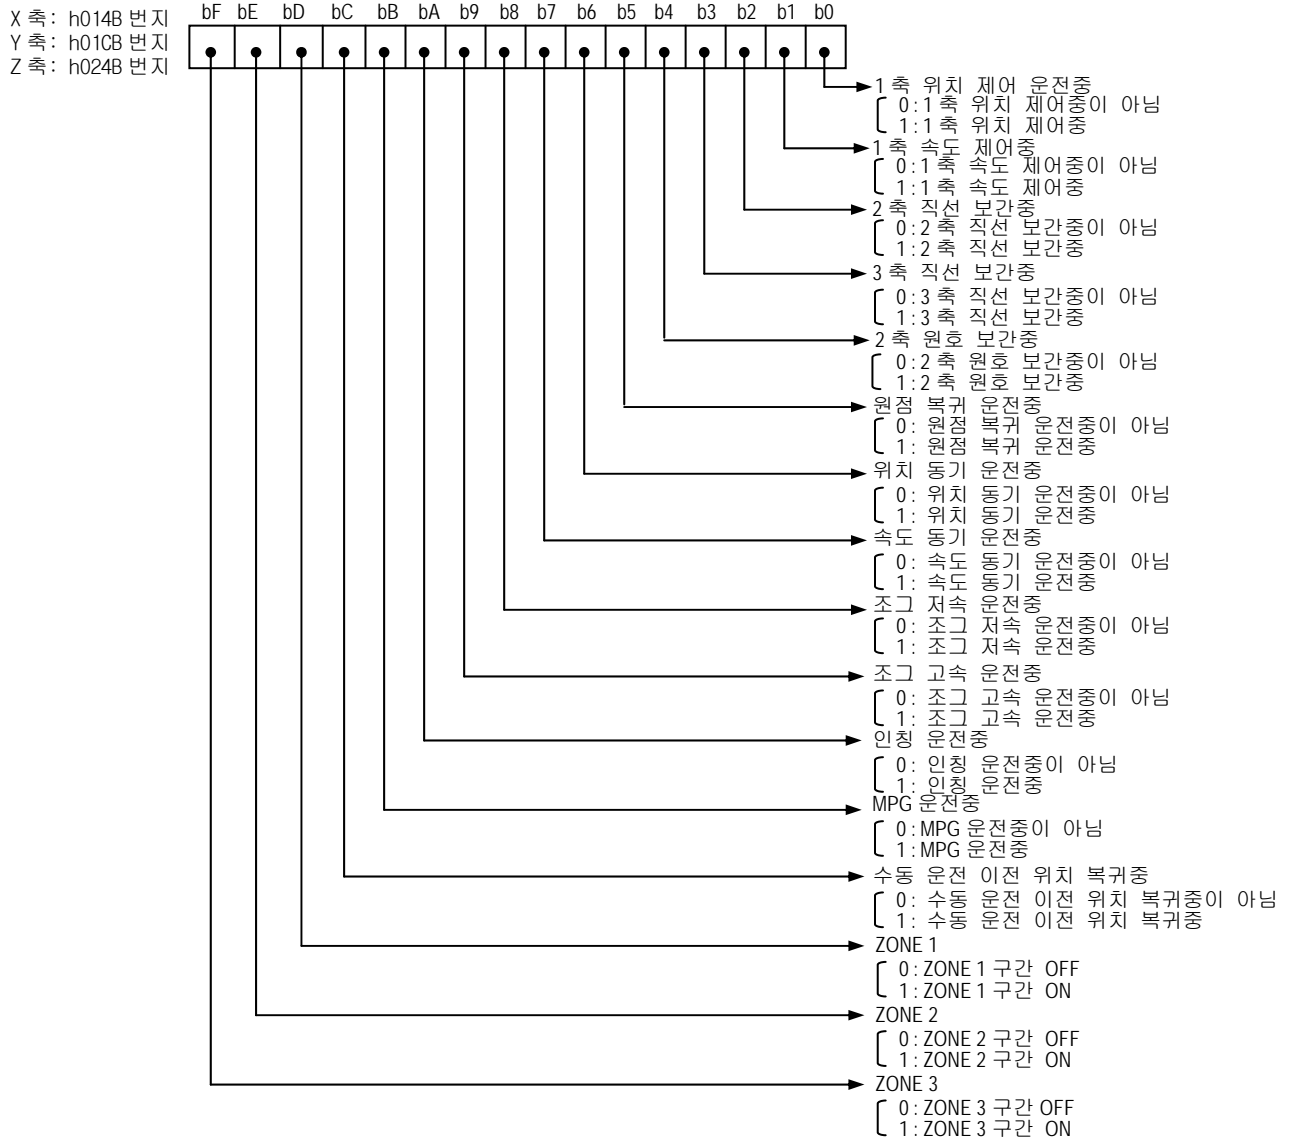 X 축: h014B 번지
Y 축: h01CB 번지
Z 축: h024B 번지
bF bE bD bC bB bA b9 b8 b7 b6 b5 b4 b3 b2 b1 b0
1 축 위치 제어 운전중
0:1 축 위치 제어중이 아님
1:1 축 위치 제어중
1 축 속도 제어중
0:1 축 속도 제어중이 아님
1:1 축 속도 제어중
2 축 직선 보간중
0:2 축 직선 보간중이 아님
1:2 축 직선 보간중
3 축 직선 보간중
0:3 축 직선 보간중이 아님
1:3 축 직선 보간중
2 축 원호 보간중
0:2 축 원호 보간중이 아님
1:2 축 원호 보간중
원점 복귀 운전중
0: 원점 복귀 운전중이 아님
1: 원점 복귀 운전중
위치 동기 운전중
0: 위치 동기 운전중이 아님
1: 위치 동기 운전중
속도 동기 운전중
0: 속도 동기 운전중이 아님
1: 속도 동기 운전중
조그 저속 운전중
0: 조그 저속 운전중이 아님
1: 조그 저속 운전중
조그 고속 운전중
0: 조그 고속 운전중이 아님
1: 조그 고속 운전중
인칭 운전중
0: 인칭 운전중이 아님
1: 인칭 운전중
MPG 운전중
0:MPG 운전중이 아님
1:MPG 운전중
수동 운전 이전 위치 복귀중
0: 수동 운전 이전 위치 복귀중이 아님
1: 수동 운전 이전 위치 복귀중
ZONE 1
0:ZONE 1 구간 OFF
1:ZONE 1 구간 ON
ZONE 2
0:ZONE 2 구간 OFF
1:ZONE 2 구간 ON
ZONE 3
0:ZONE 3 구간 OFF
1:ZONE 3 구간 ON